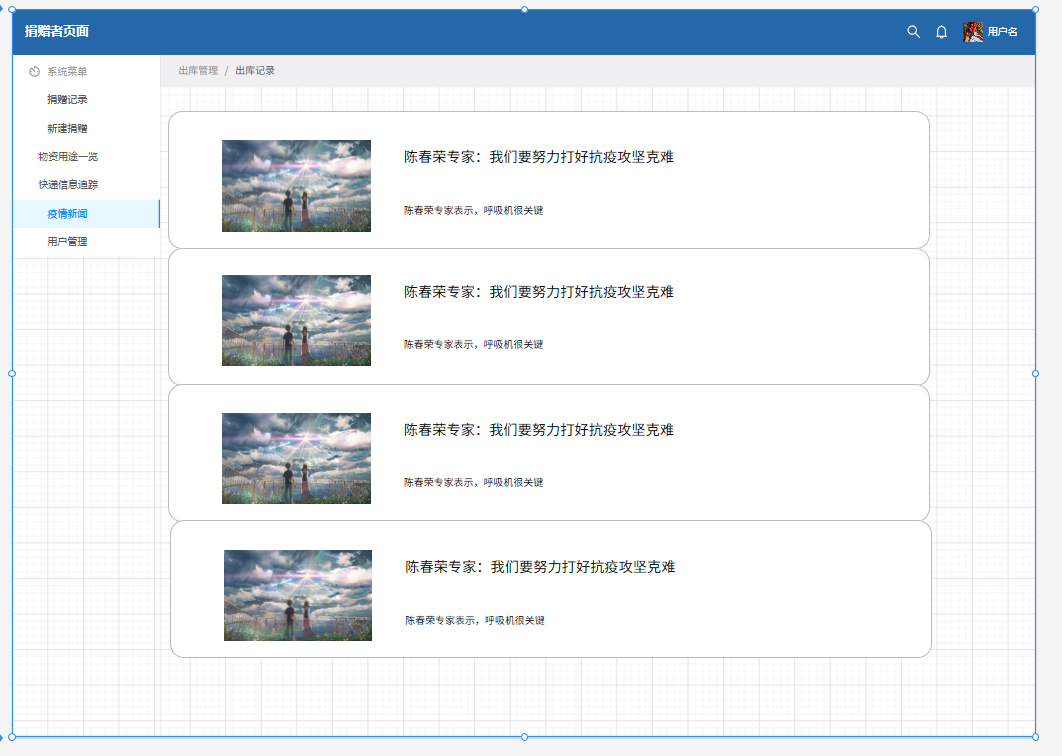 捐赠者页面
用户名
系统菜单
捐赠记录
新建捐赠
物资用途一览
快递信息追踪
疫情新闻
用户管理
出库管理 / 出库记录
陈春荣专家：我们要努力打好抗疫攻坚克难
陈春荣专家表示，呼吸机很关键
陈春荣专家：我们要努力打好抗疫攻坚克难
陈春荣专家表示，呼吸机很关键
陈春荣专家：我们要努力打好抗疫攻坚克难
陈春荣专家表示，呼吸机很关键
陈春荣专家：我们要努力打好抗疫攻坚克难
陈春荣专家表示，呼吸机很关键